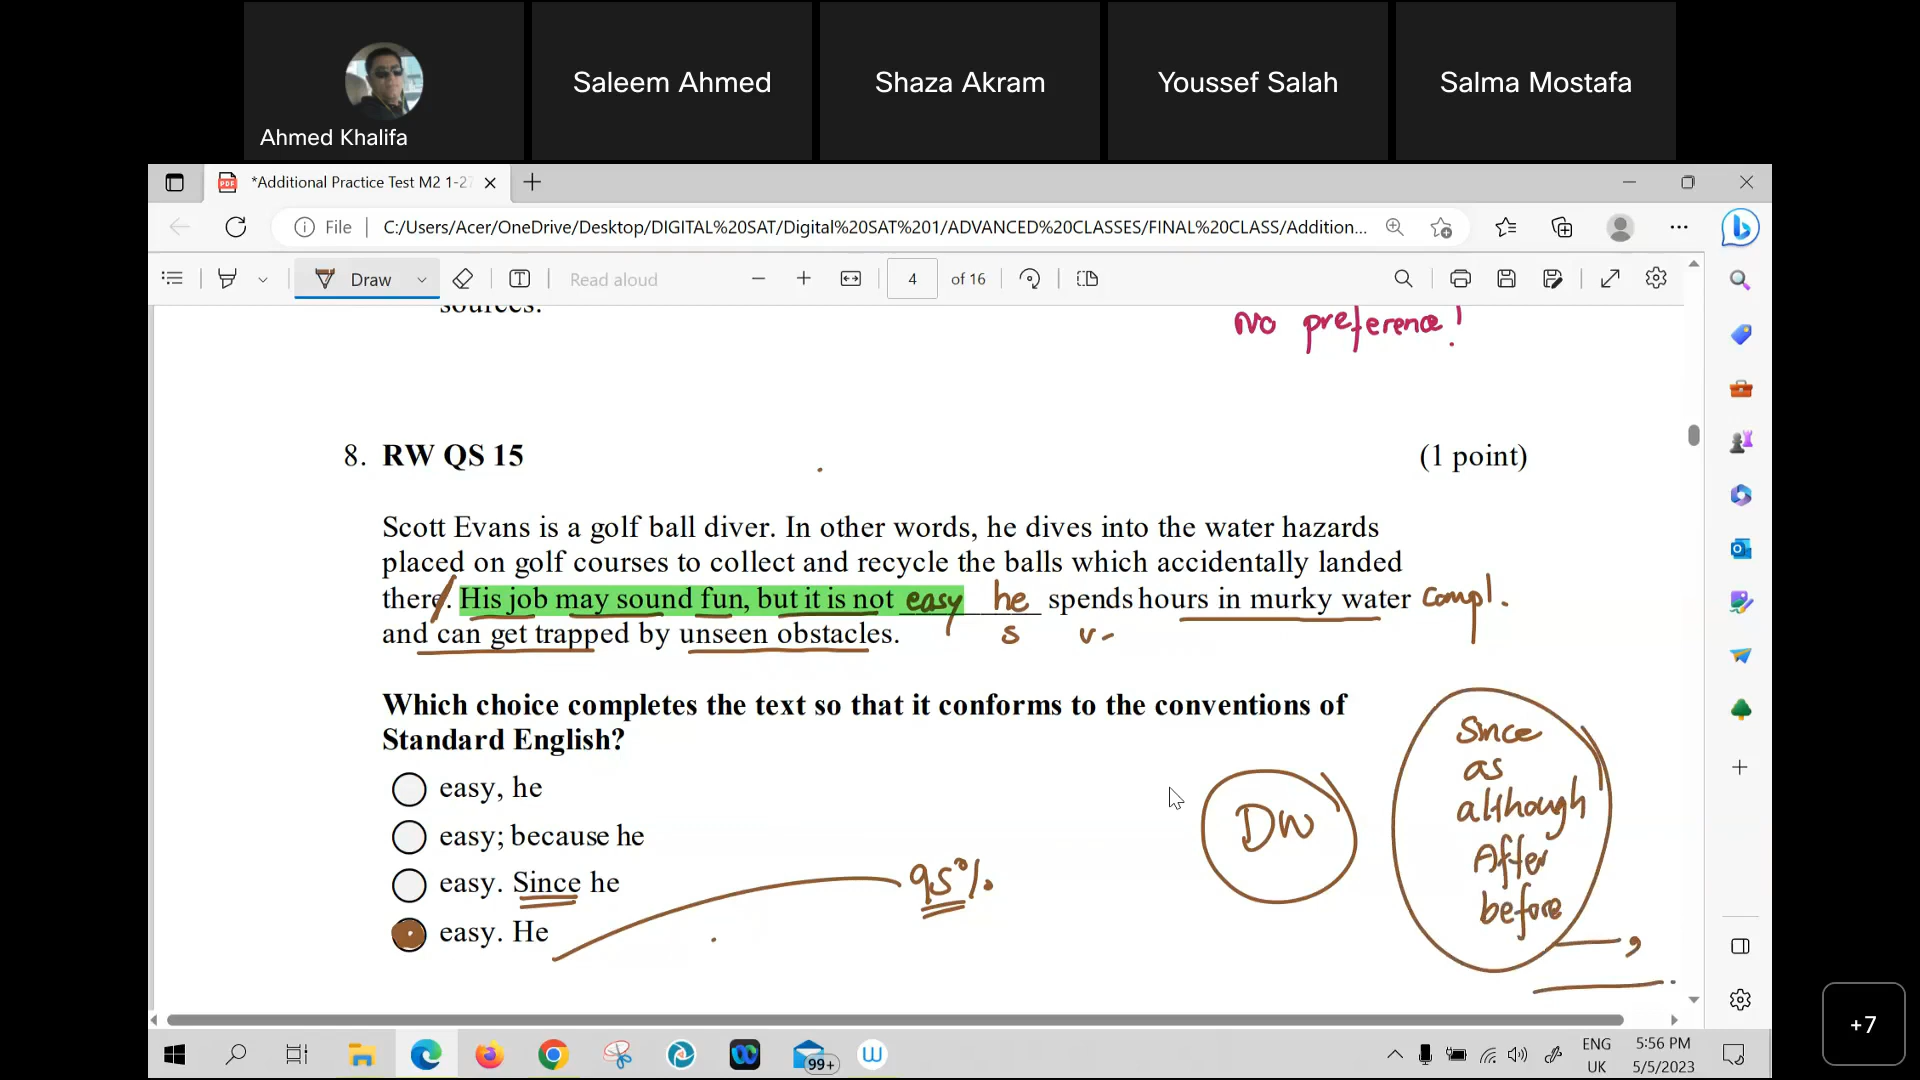 Saleem Ahmed
Shaza Akram
Youssef Salah
Salma Mostafa
Ahmed Khalifa
*Additional Practice Test M2 1-27
File
C:/Users/Acer/OneDrive/Desktop/DIGITAL%20SAT/Digital%20SAT%201/ADVANCED%20CLASSES/FINAL%20CLASS/Addition...
Draw
Read aloud
4 of 16
sources.
No preference!
8. RW QS 15 (1 point)
Scott Evans is a golf ball diver. In other words, he dives into the water hazards
placed on golf courses to collect and recycle the balls which accidentally landed
there. His job may sound fun, but it is not easy he spends hours in murky water compl.
and can get trapped by unseen obstacles.
s v
Which choice completes the text so that it conforms to the conventions of
Standard English?
easy, he
easy; because he
easy. Since he
easy. He
95%
DW
Since
as
although
After
before
,
+7
99+
ENG
UK
5:56 PM
5/5/2023